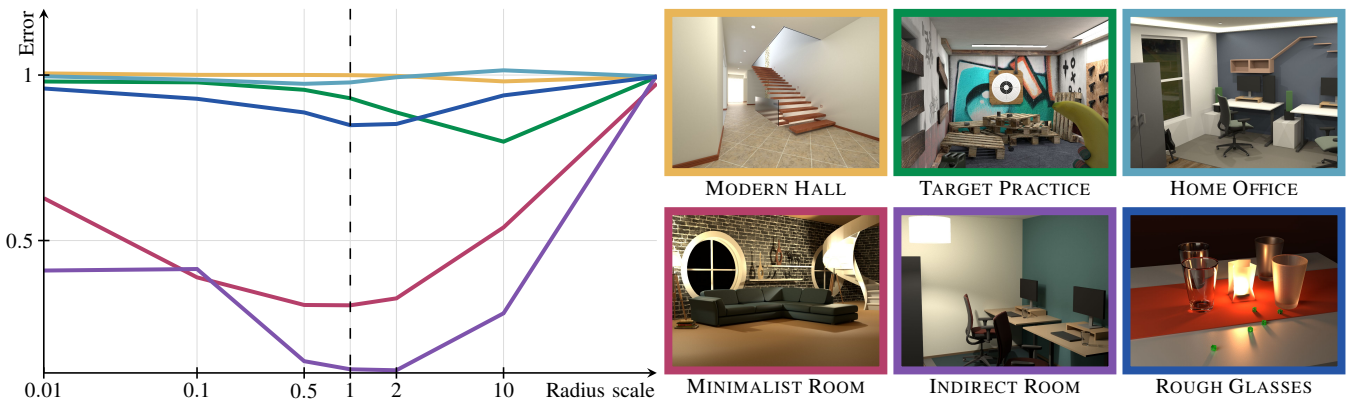 Error
1
0.5
0.01 0.1 0.5 1 2 10 Radius scale
MODERN HALL TARGET PRACTICE HOME OFFICE
MINIMALIST ROOM INDIRECT ROOM ROUGH GLASSES